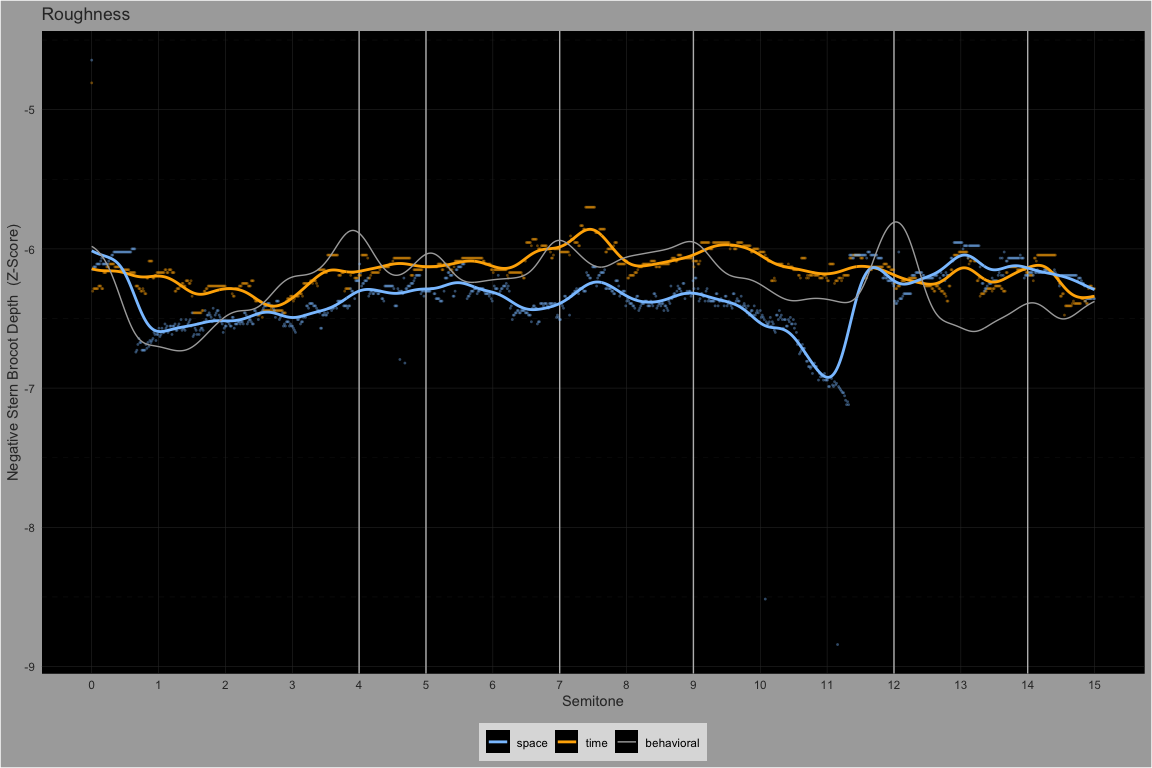 Roughness
Negative Stern Brocot Depth (Z-Score)
-5
-6
-7
-8
-9
0 1 2 3 4 5 6 7 8 9 10 11 12 13 14 15
Semitone
space time behavioral